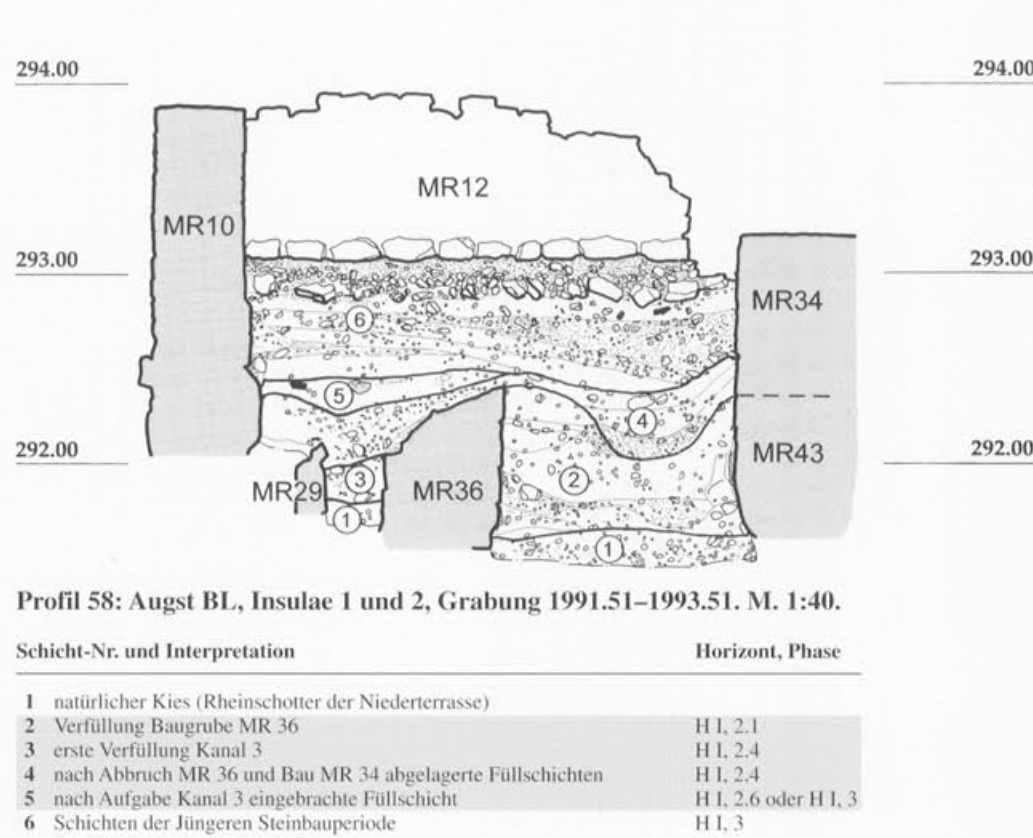 294.00 294.00
MR12
MR10
293.00 293.00
MR34
6
5
4
292.00 292.00
MR43
MR29 3 MR36 2
1
1
Profil 58: Augst BL, Insulae 1 und 2, Grabung 1991.51–1993.51. M. 1:40.
Schicht-Nr. und Interpretation Horizont, Phase
1 natürlicher Kies (Rheinschotter der Niederterrasse)
2 Verfüllung Baugrube MR 36 H I, 2.1
3 erste Verfüllung Kanal 3 H I, 2.4
4 nach Abbruch MR 36 und Bau MR 34 abgelagerte Füllschichten H I, 2.4
5 nach Aufgabe Kanal 3 eingebrachte Füllschicht H I, 2.6 oder H I, 3
6 Schichten der Jüngeren Steinbauperiode H I, 3